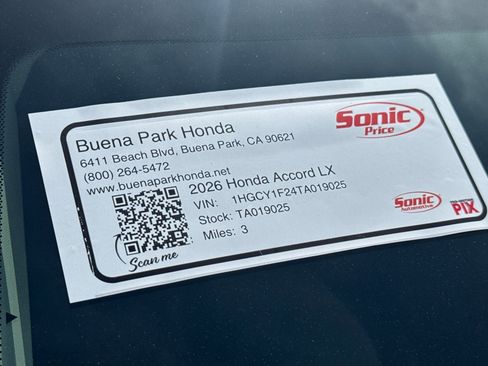 Buena Park Honda
6411 Beach Blvd, Buena Park, CA 90621
(800) 264-5472
www.buenaparkhonda.net
Sonic
Price
2026 Honda Accord LX
VIN: 1HGCY1F24TA019025
Stock: TA019025
Miles: 3
Scan me
Sonic
Automotive
PIX